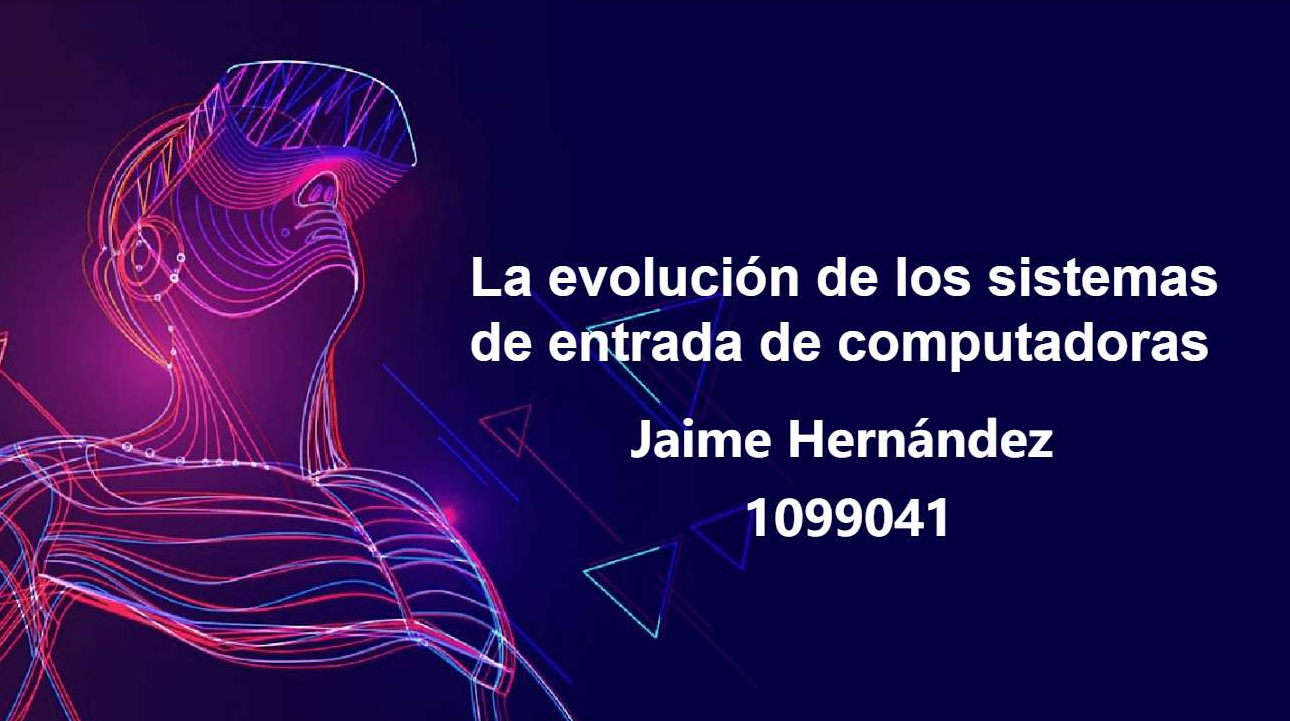 La evolución de los sistemas
de entrada de computadoras
Jaime Hernández
1099041